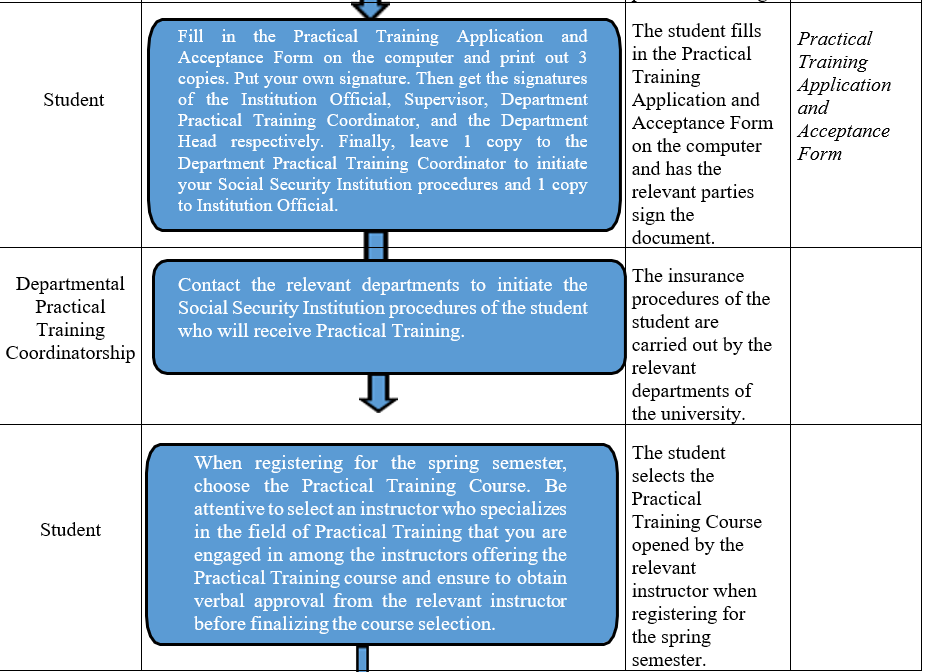 Student
Fill in the Practical Training Application and
Acceptance Form on the computer and print out 3
copies. Put your own signature. Then get the signatures
of the Institution Official, Supervisor, Department
Practical Training Coordinator, and the Department
Head respectively. Finally, leave 1 copy to the
Department Practical Training Coordinator to initiate
your Social Security Institution procedures and 1 copy
to Institution Official.
The student fills
in the Practical
Training
Application and
Acceptance Form
on the computer
and has the
relevant parties
sign the
document.
Practical
Training
Application
and
Acceptance
Form
Departmental
Practical
Training
Coordinatorship
Contact the relevant departments to initiate the
Social Security Institution procedures of the student
who will receive Practical Training.
The insurance
procedures of the
student are
carried out by the
relevant
departments of
the university.
Student
When registering for the spring semester,
choose the Practical Training Course. Be
attentive to select an instructor who specializes
in the field of Practical Training that you are
engaged in among the instructors offering the
Practical Training course and ensure to obtain
verbal approval from the relevant instructor
before finalizing the course selection.
The student
selects the
Practical
Training Course
opened by the
relevant
instructor when
registering for
the spring
semester.